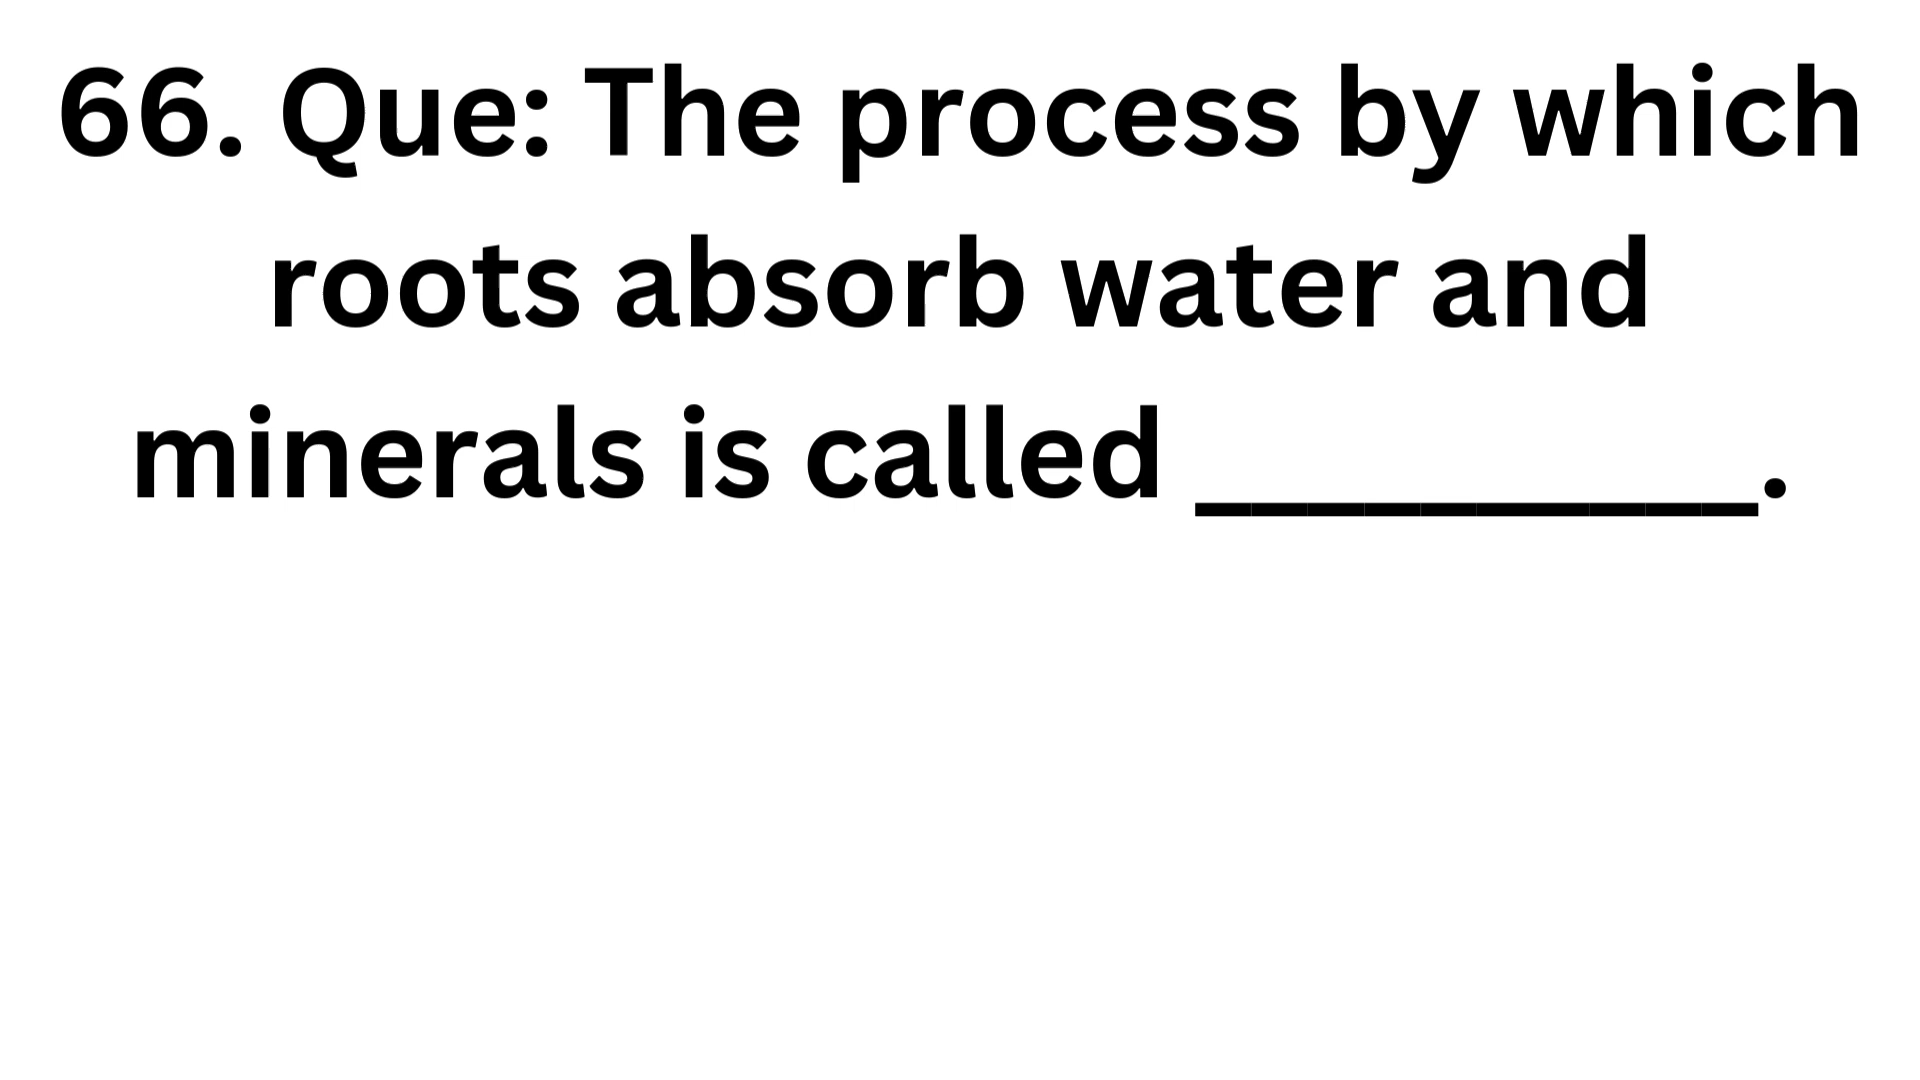 66. Que: The process by which
roots absorb water and
minerals is called __________.